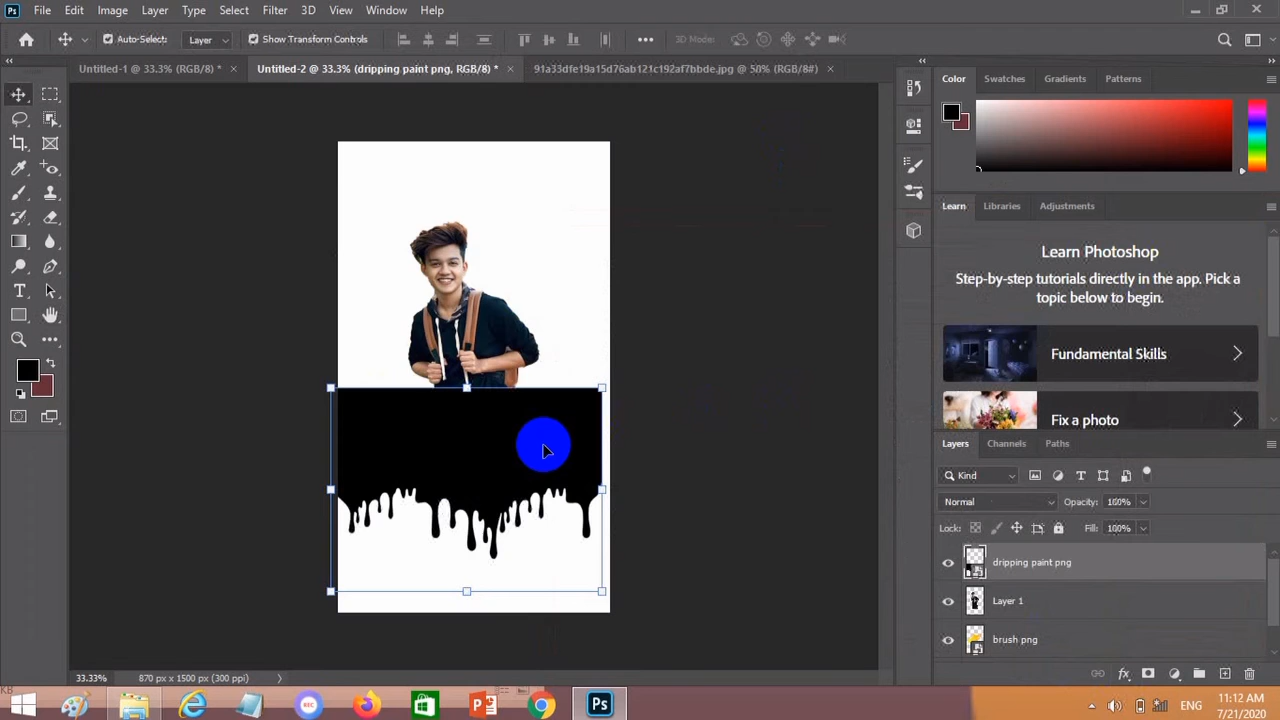 Ps File Edit Image Layer Type Select Filter 3D View Window Help
Auto-Select: Layer Show Transform Controls 3D Mode:
Untitled-1 @ 33.3% (RGB/8) * × Untitled-2 @ 33.3% (dripping paint png, RGB/8) * × 91a33dfe19a15d76ab121c192af7bbde.jpg @ 50% (RGB/8#) ×
Color Swatches Gradients Patterns
Learn Libraries Adjustments
Learn Photoshop
Step-by-step tutorials directly in the app. Pick a
topic below to begin.
Fundamental Skills
Fix a photo
Layers Channels Paths
Kind
Normal Opacity: 100%
Lock: Fill: 100%
dripping paint png
Layer 1
brush png
33.33% 870 px x 1500 px (300 ppi)
KB
REC Ps ENG
11:12 AM
7/21/2020